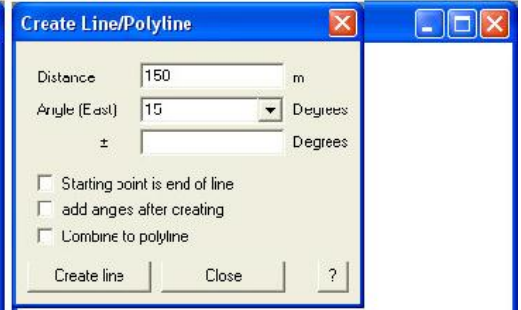 Create Line/Polyline
Distance 150 m
Angle (East) 15 Degrees
± Degrees
Starting point is end of line
add anges after creating
Combine to polyline
Create line Close ?